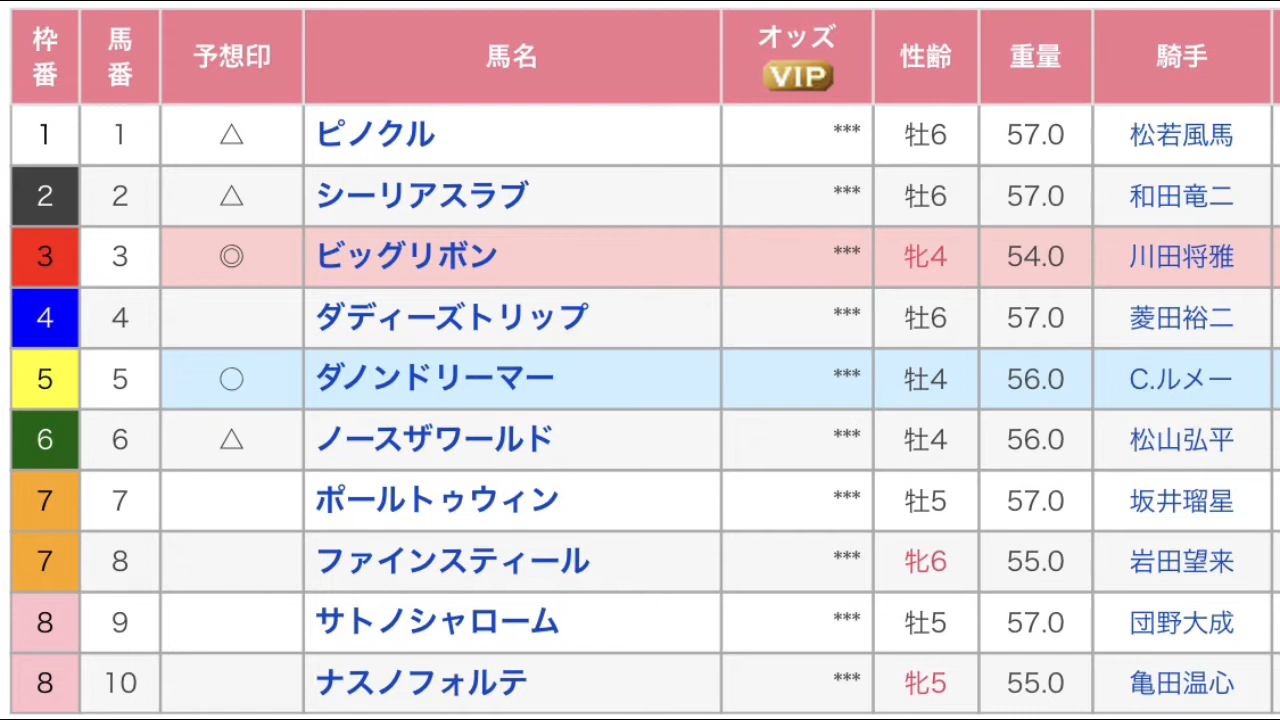 枠番 馬番 予想印 馬名 オッズ VIP 性齢 重量 騎手
1 1 △ ピノクル *** 牡6 57.0 松若風馬
2 2 △ シーリアスラブ *** 牡6 57.0 和田竜二
3 3 ◎ ビッグリボン *** 牝4 54.0 川田将雅
4 4 ダディーズトリップ *** 牡6 57.0 菱田裕二
5 5 〇 ダノンドリーマー *** 牡4 56.0 C.ルメー
6 6 △ ノースザワールド *** 牡4 56.0 松山弘平
7 7 ポールトゥウィン *** 牡5 57.0 坂井瑠星
7 8 ファインスティール *** 牝6 55.0 岩田望来
8 9 サトノシャローム *** 牡5 57.0 団野大成
8 10 ナスノフォルテ *** 牝5 55.0 亀田温心